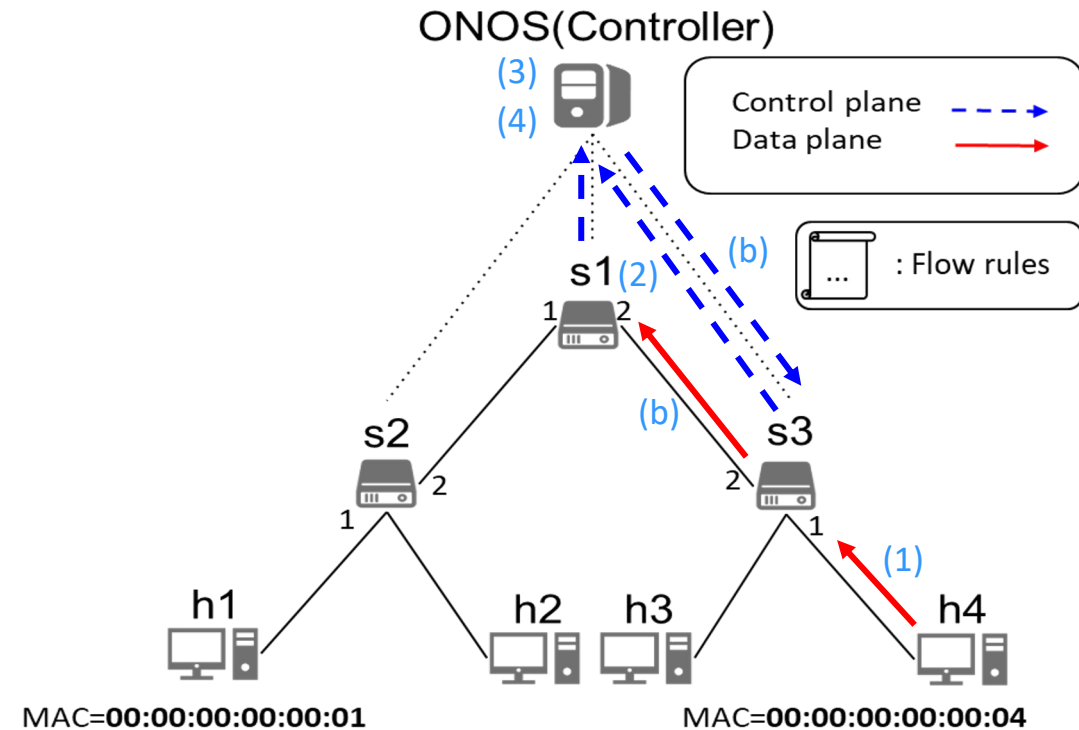 ONOS(Controller)
(3)
(4)
Control plane
Data plane
(b)
... : Flow rules
s1 (2)
1 2
(b)
s2
s3
2
2
1
1
(1)
h1
h2
h3
h4
MAC=00:00:00:00:00:01
MAC=00:00:00:00:00:04